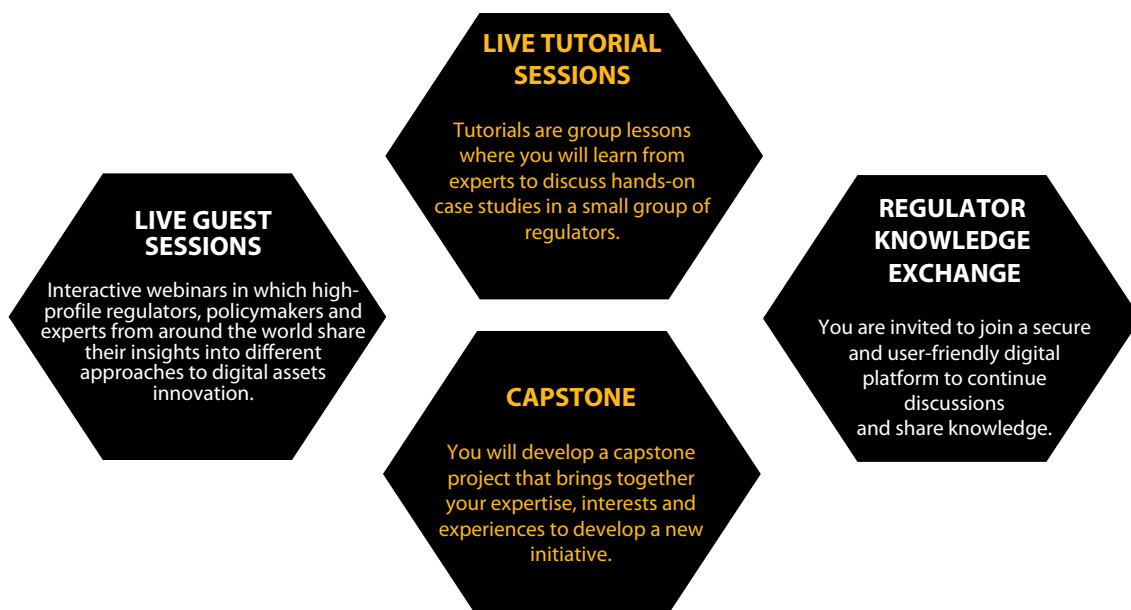 LIVE TUTORIAL
SESSIONS
Tutorials are group lessons
where you will learn from
experts to discuss hands-on
case studies in a small group of
regulators.
LIVE GUEST
SESSIONS
Interactive webinars in which high-
profile regulators, policymakers and
experts from around the world share
their insights into different
approaches to digital assets
innovation.
REGULATOR
KNOWLEDGE
EXCHANGE
You are invited to join a secure
and user-friendly digital
platform to continue
discussions
and share knowledge.
CAPSTONE
You will develop a capstone
project that brings together
your expertise, interests and
experiences to develop a new
initiative.